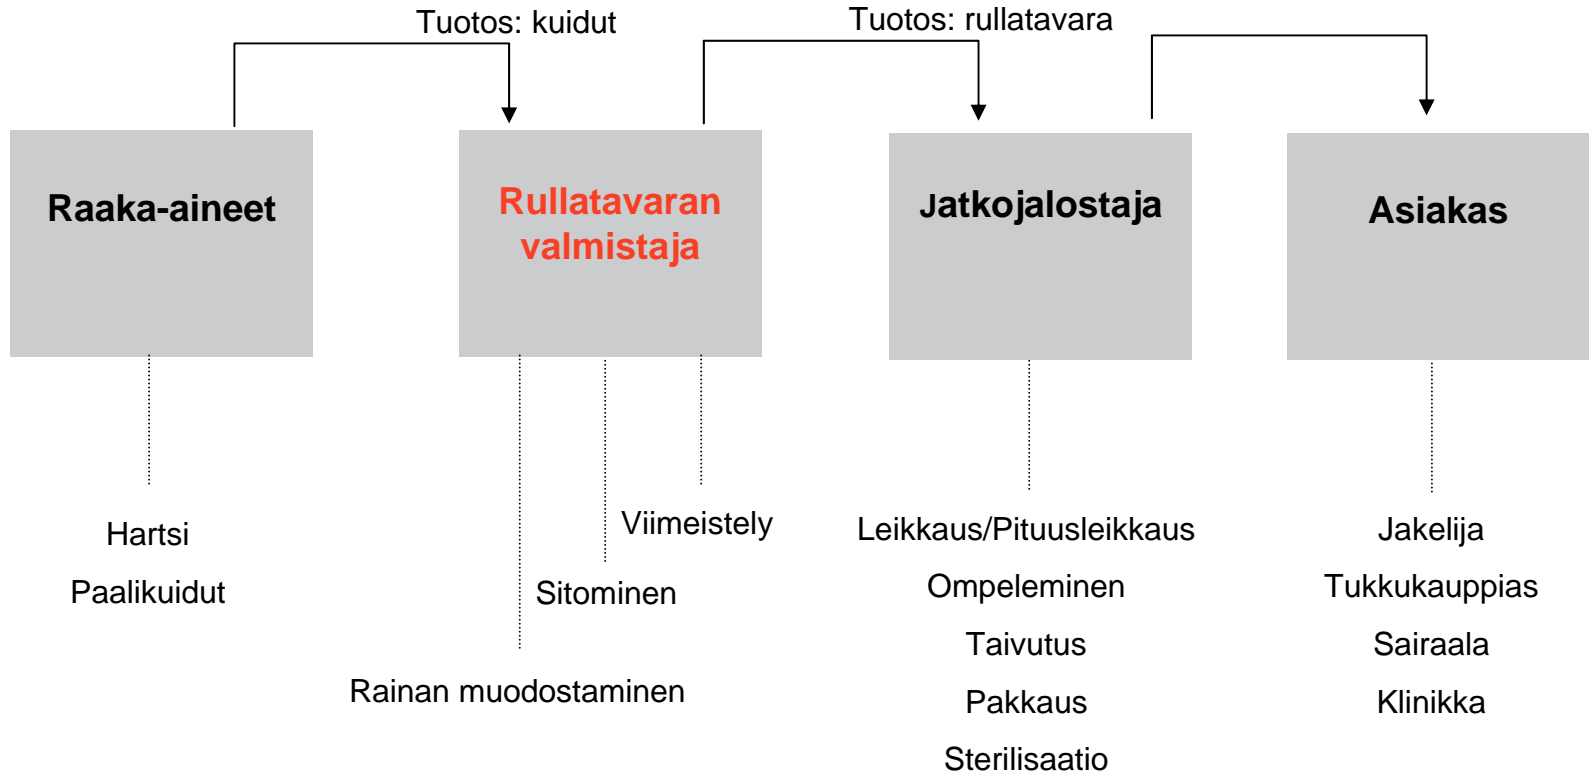 Tuotos: kuidut
Tuotos: rullatavara
Raaka-aineet
Rullatavaran
valmistaja
Jatkojalostaja
Asiakas
Hartsi
Paalikuidut
Viimeistely
Sitominen
Rainan muodostaminen
Leikkaus/Pituusleikkaus
Ompeleminen
Taivutus
Pakkaus
Sterilisaatio
Jakelija
Tukkukauppias
Sairaala
Klinikka